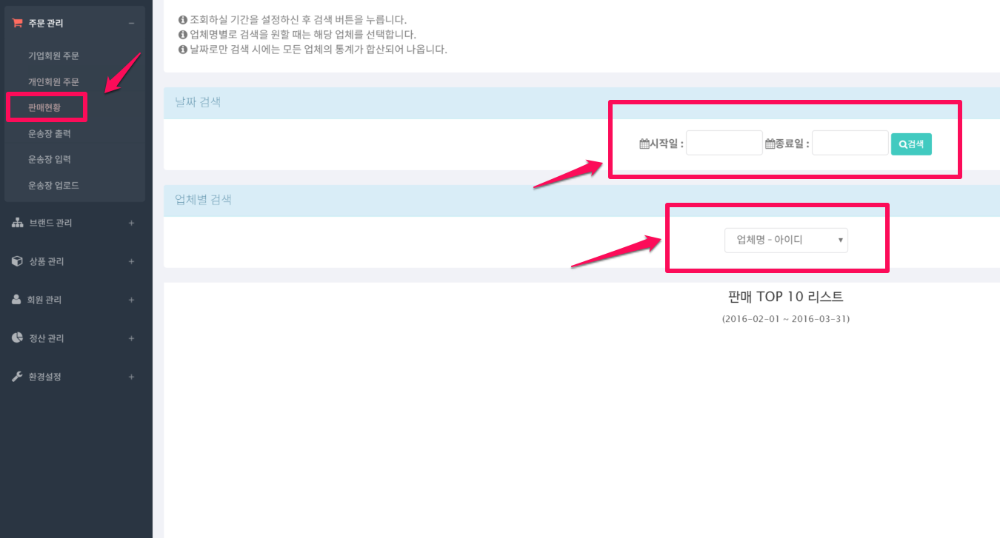 주문 관리
기업회원 주문
개인회원 주문
판매현황
운송장 출력
운송장 입력
운송장 업로드
브랜드 관리
상품 관리
회원 관리
정산 관리
환경설정
조회하실 기간을 설정하신 후 검색 버튼을 누릅니다.
업체명별로 검색을 원할 때는 해당 업체를 선택합니다.
날짜로만 검색 시에는 모든 업체의 통계가 합산되어 나옵니다.
날짜 검색
시작일 : 종료일 : 검색
업체별 검색
업체명 - 아이디
판매 TOP 10 리스트
(2016-02-01 ~ 2016-03-31)